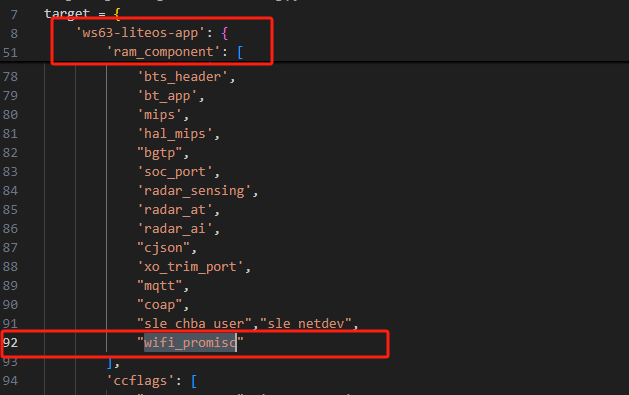 7 target = {
8 'ws63-liteos-app': {
51 'ram_component': [
78 'bts_header',
79 'bt_app',
80 'mips',
81 'hal_mips',
82 "bgtp",
83 'soc_port',
84 'radar_sensing',
85 'radar_at',
86 'radar_ai',
87 "cjson",
88 'xo_trim_port',
89 "mqtt",
90 "coap",
91 "sle_chba_user","sle_netdev",
92 "wifi_promisc"
93 ],
94 'ccflags': [